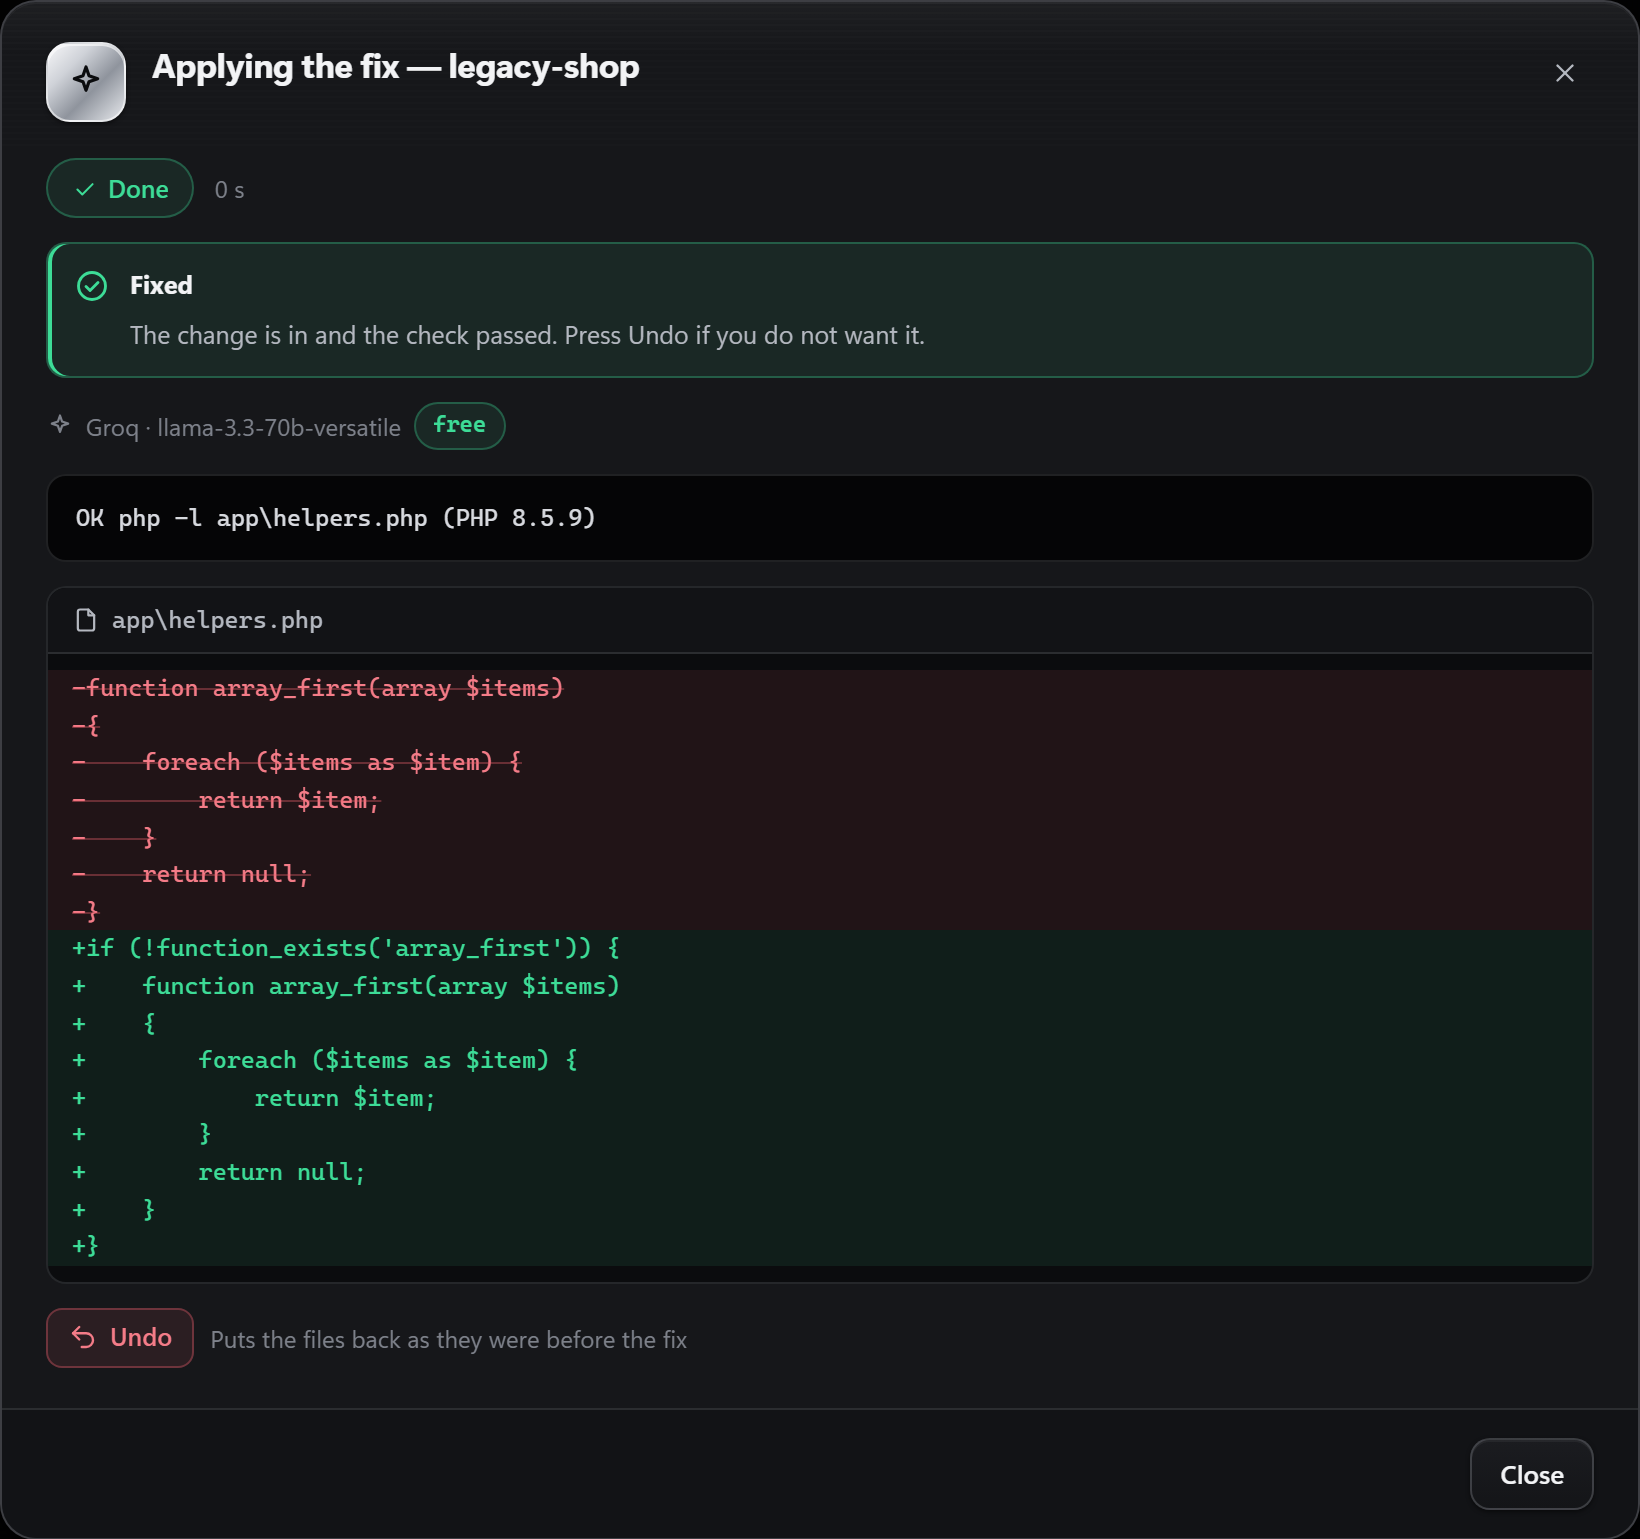 Applying the fix — legacy-shop
Done
0 s
Fixed
The change is in and the check passed. Press Undo if you do not want it.
Groq · llama-3.3-70b-versatile
free
OK php -l app\helpers.php (PHP 8.5.9)
app\helpers.php
-function array_first(array $items)
-{
-    foreach ($items as $item) {
-        return $item;
-    }
-    return null;
-}
+if (!function_exists('array_first')) {
+    function array_first(array $items)
+    {
+        foreach ($items as $item) {
+            return $item;
+        }
+        return null;
+    }
+}
Undo
Puts the files back as they were before the fix
Close